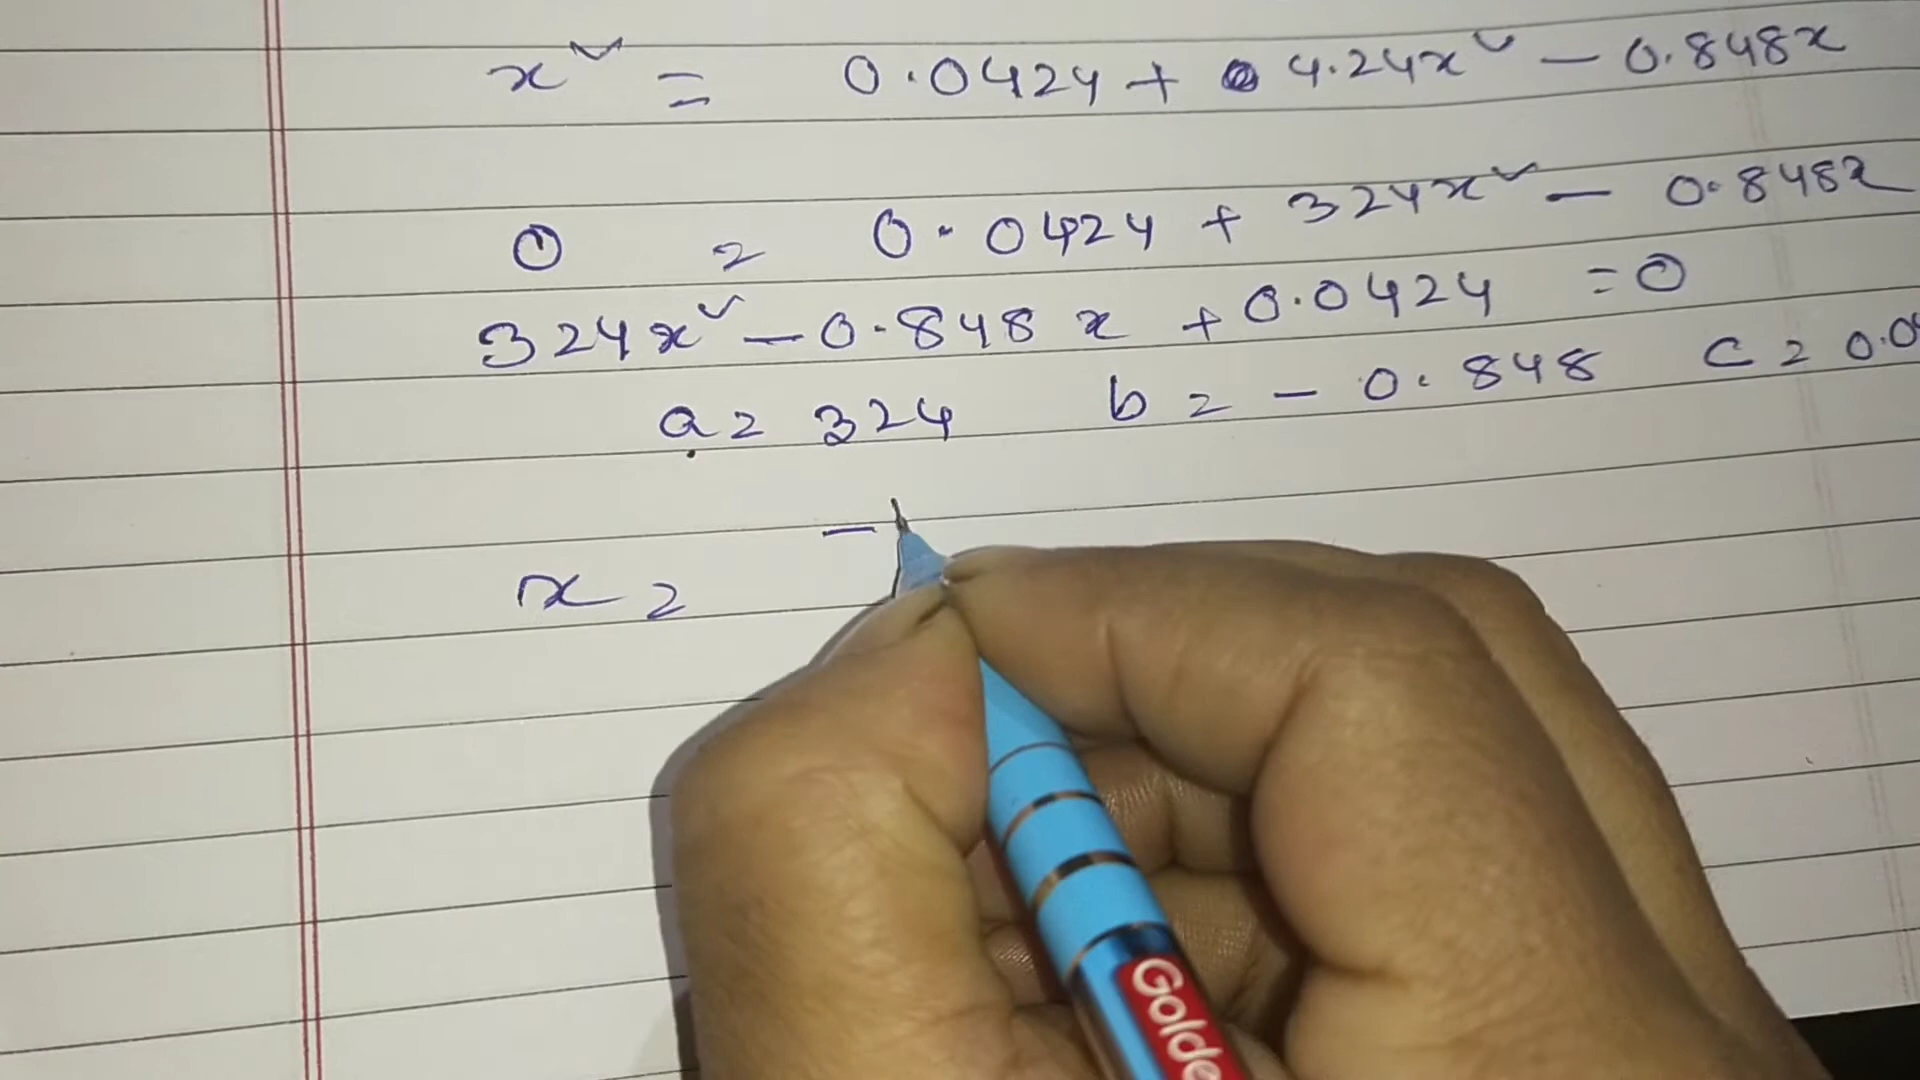 x² = 0.0424 + 4.24x² - 0.848x
0 = 0.0424 + 324x² - 0.848x
324x² - 0.848 x + 0.0424 = 0
a = 324 b = - 0.848 c = 0.0
x = -
Golde